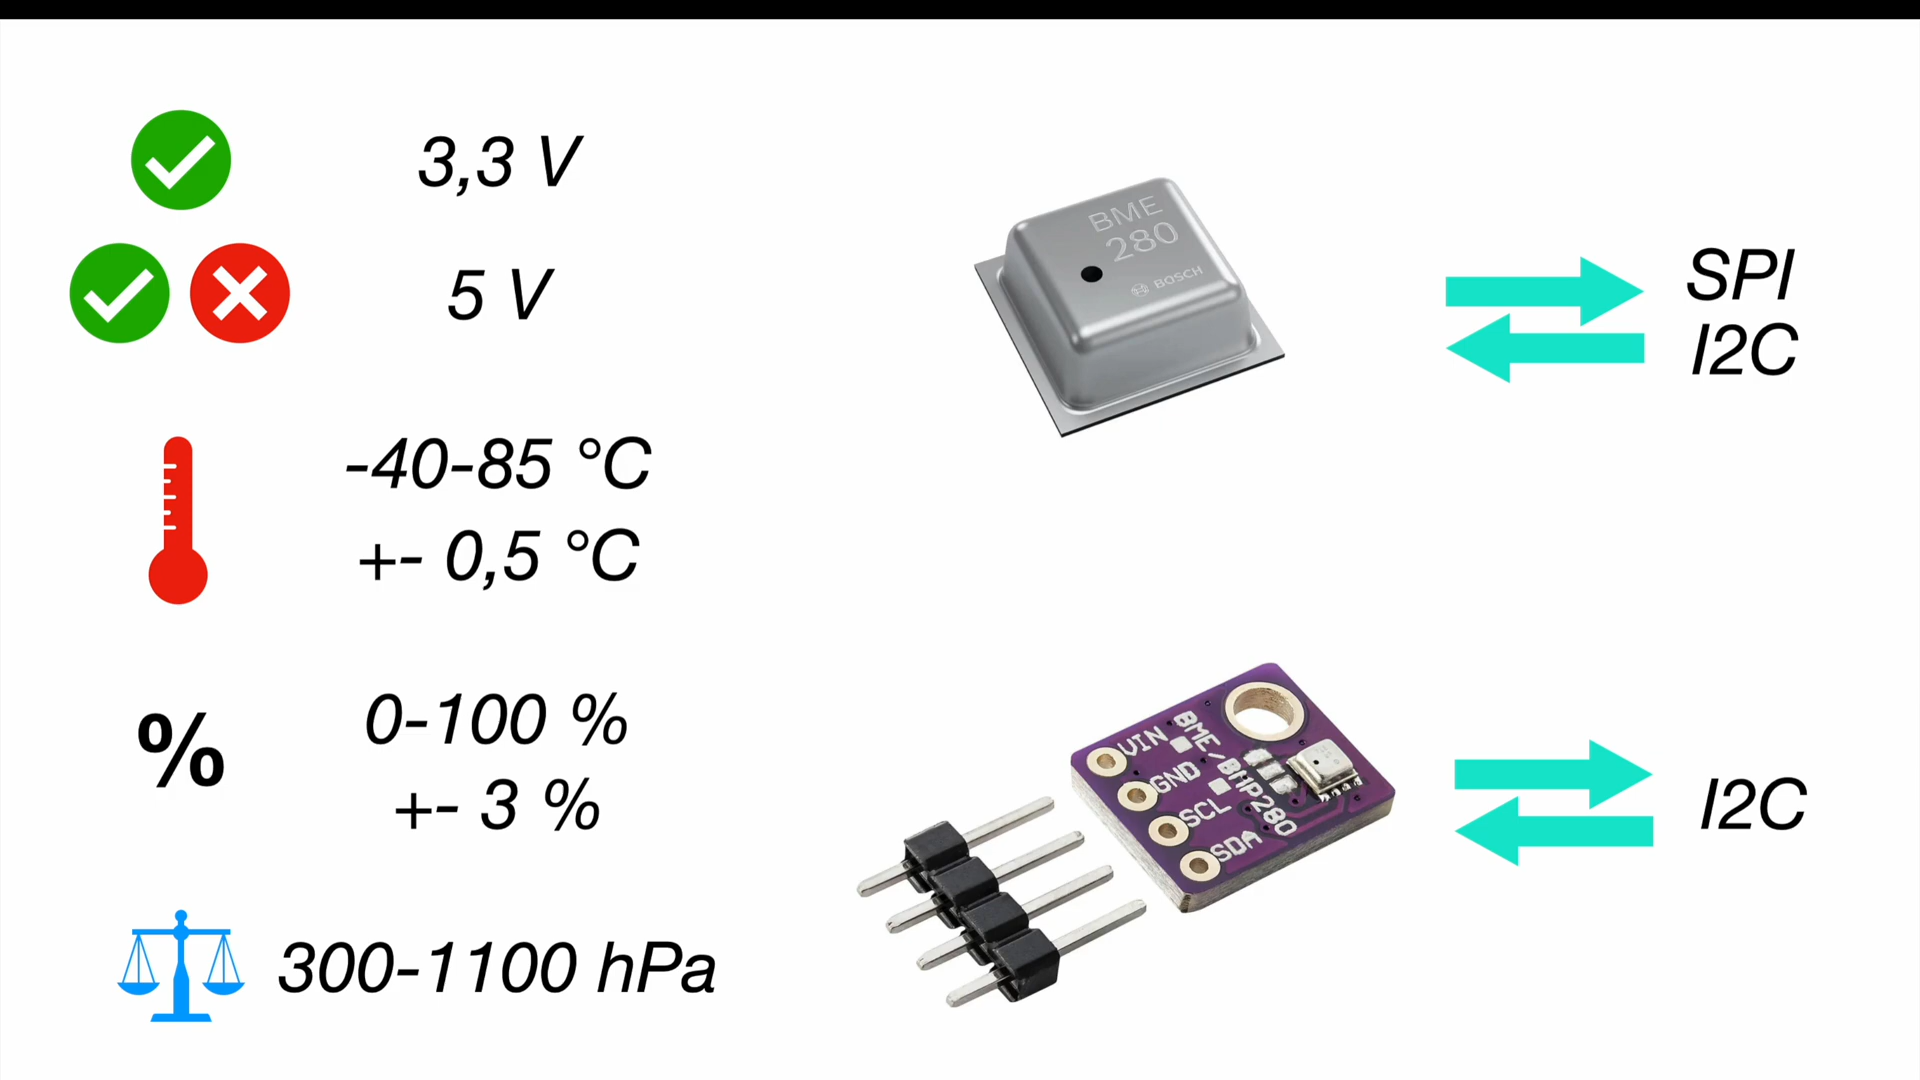 3,3 V
5 V
-40-85 °C
+- 0,5 °C
%
0-100 %
+- 3 %
300-1100 hPa
BME
280
BOSCH
SPI
I2C
VIN
GND
SCL
SDA
BME/BMP280
I2C